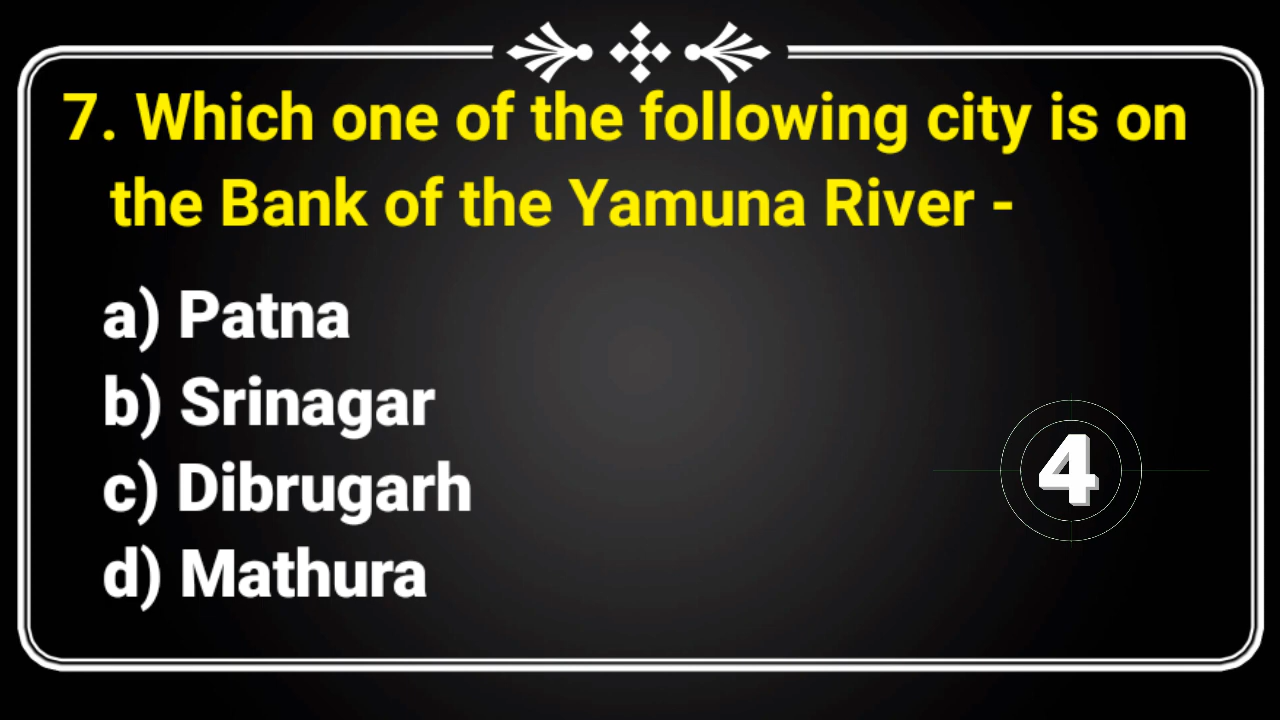 7. Which one of the following city is on
the Bank of the Yamuna River -
a) Patna
b) Srinagar
c) Dibrugarh
d) Mathura
4